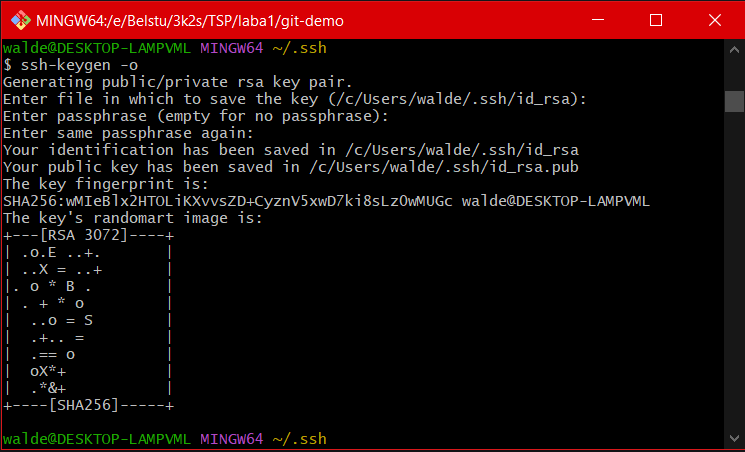 MINGW64:/e/Belstu/3k2s/TSP/laba1/git-demo
walde@DESKTOP-LAMPVML MINGW64 ~/.ssh
$ ssh-keygen -o
Generating public/private rsa key pair.
Enter file in which to save the key (/c/Users/walde/.ssh/id_rsa):
Enter passphrase (empty for no passphrase):
Enter same passphrase again:
Your identification has been saved in /c/Users/walde/.ssh/id_rsa
Your public key has been saved in /c/Users/walde/.ssh/id_rsa.pub
The key fingerprint is:
SHA256:wMIeBlx2HTOLiKXvvsZD+CyznV5xwD7ki8sLzOwMUGc walde@DESKTOP-LAMPVML
The key's randomart image is:
+---[RSA 3072]----+
| .o.E ..+.       |
| ..X = ..+       |
|. o * B .        |
| . + * o         |
|  ..o = S        |
|  .+.. =         |
|  .== o          |
|  oX*+           |
|  .*&+           |
+----[SHA256]-----+
walde@DESKTOP-LAMPVML MINGW64 ~/.ssh